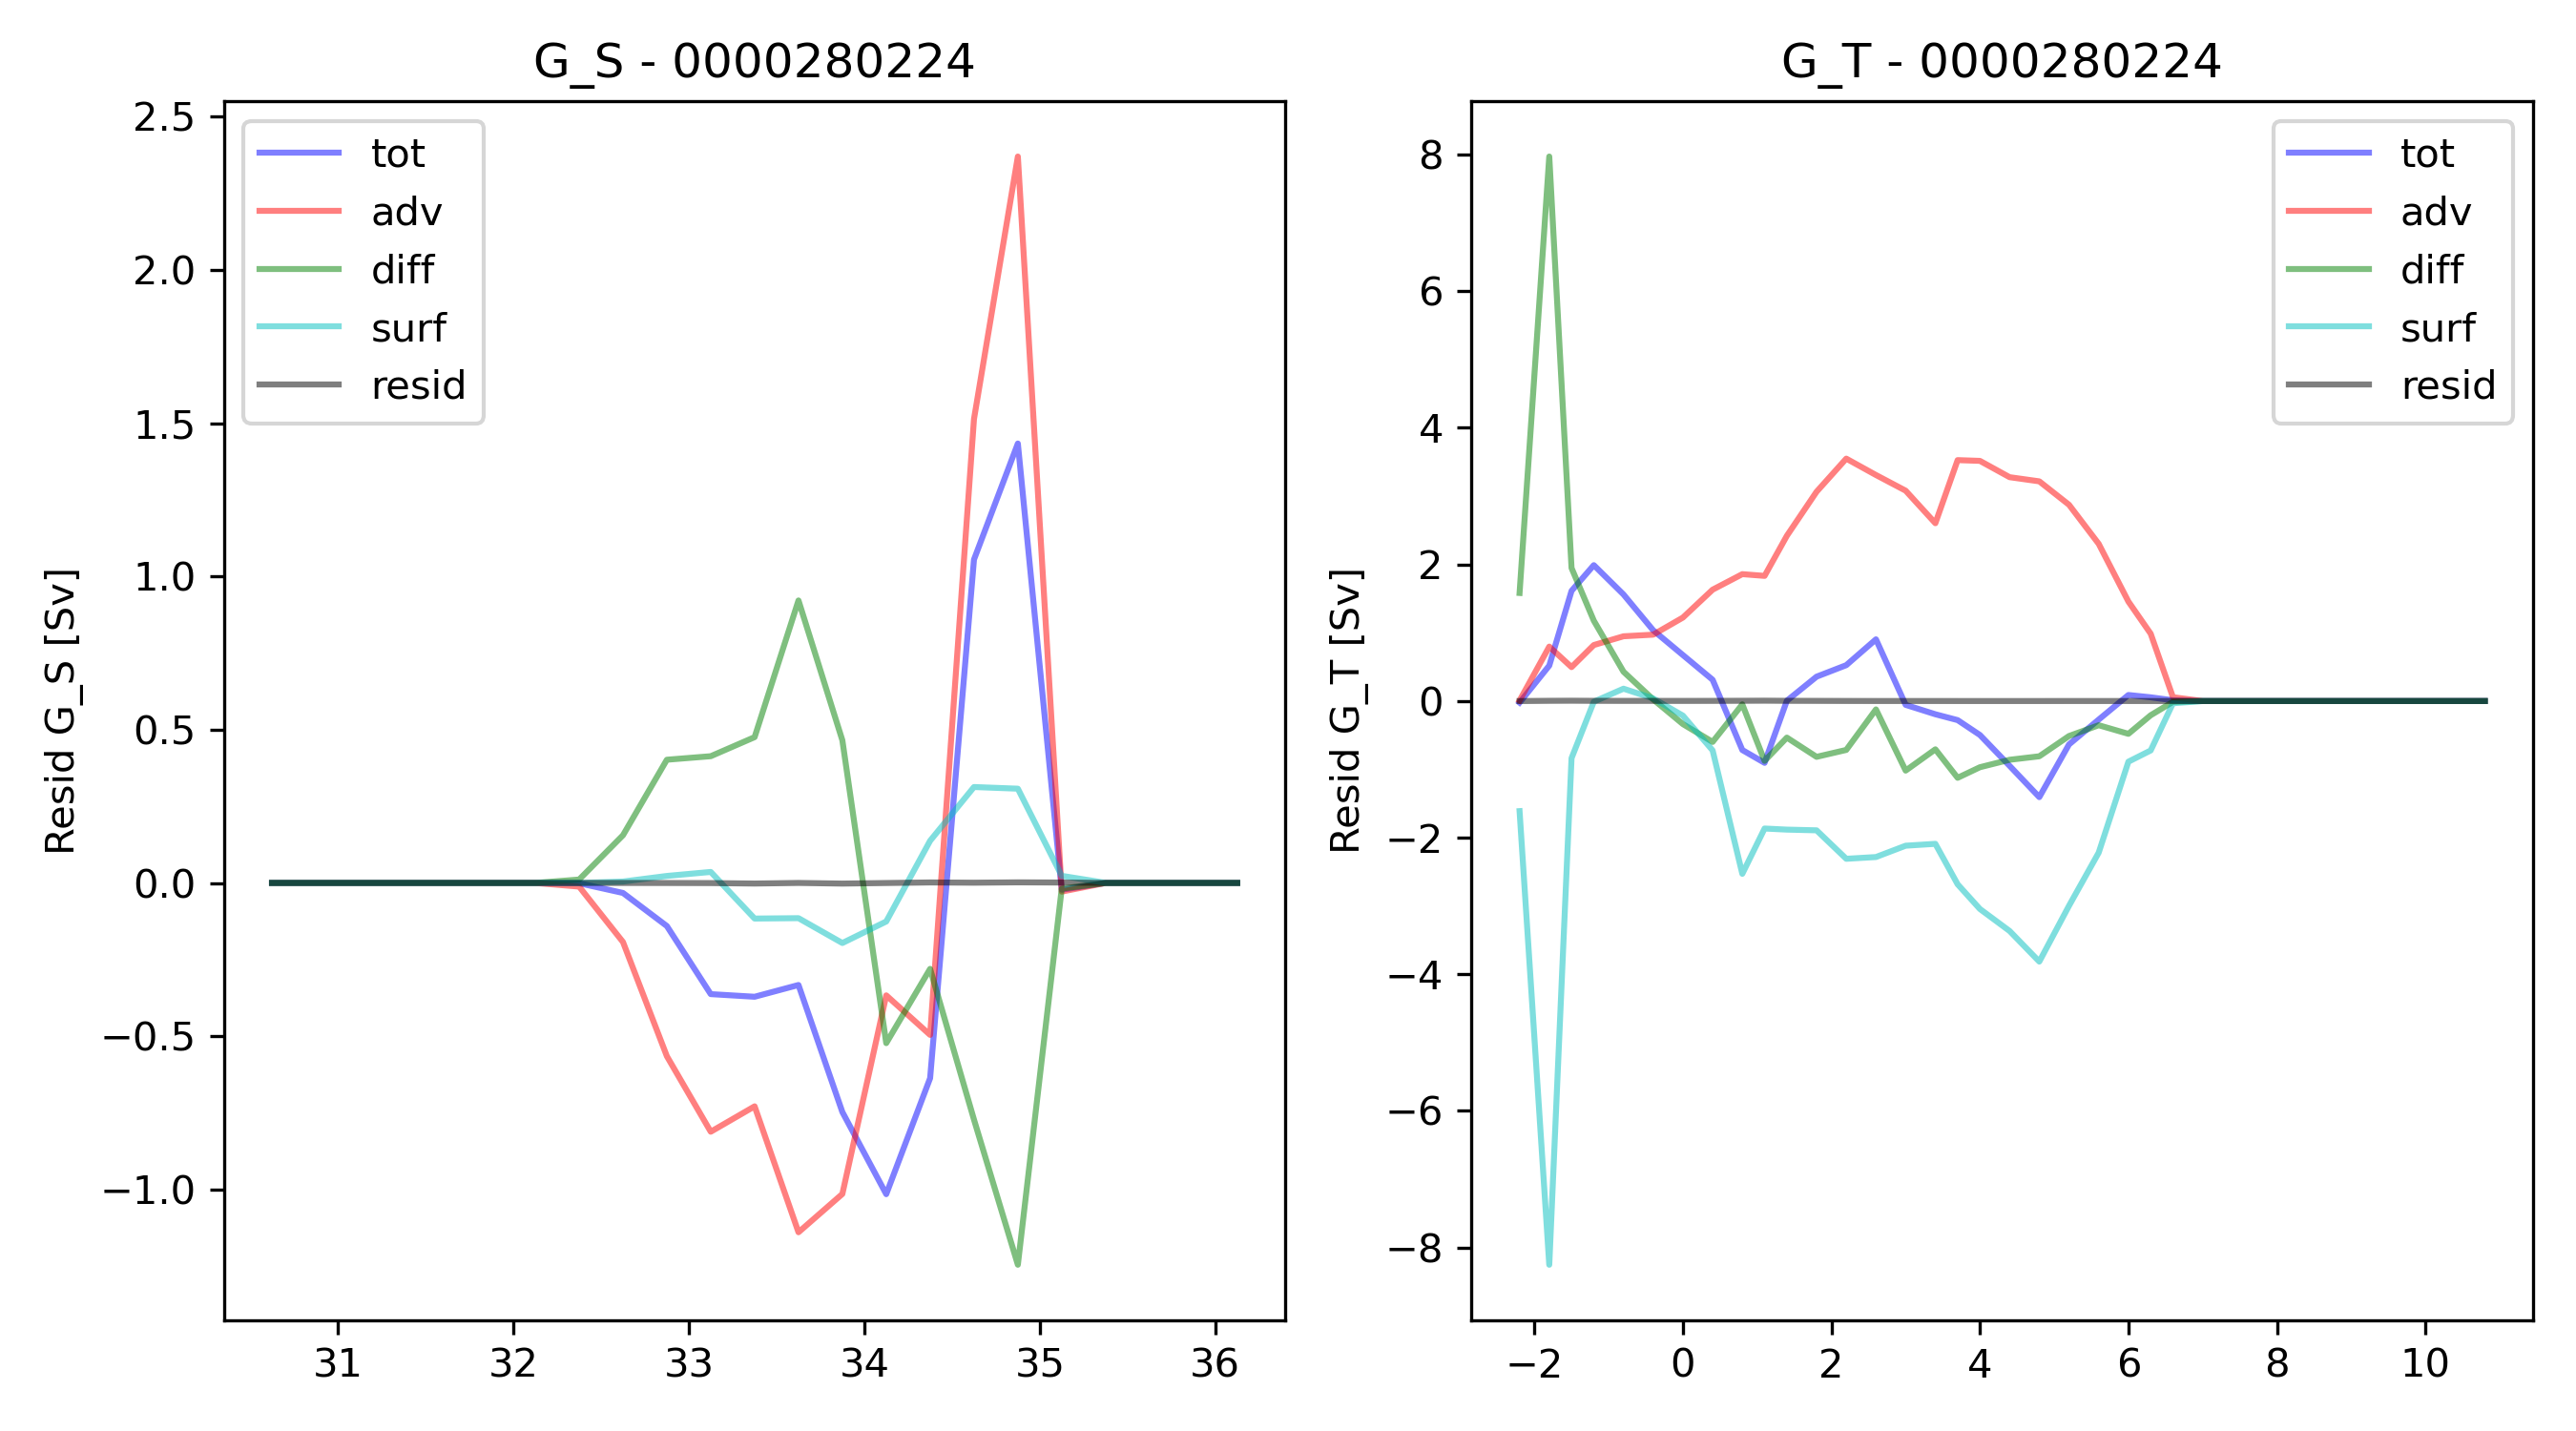 G_S - 0000280224
Resid G_S [Sv]
2.5
2.0
1.5
1.0
0.5
0.0
−0.5
−1.0
31 32 33 34 35 36
tot
adv
diff
surf
resid
G_T - 0000280224
Resid G_T [Sv]
8
6
4
2
0
−2
−4
−6
−8
−2 0 2 4 6 8 10
tot
adv
diff
surf
resid